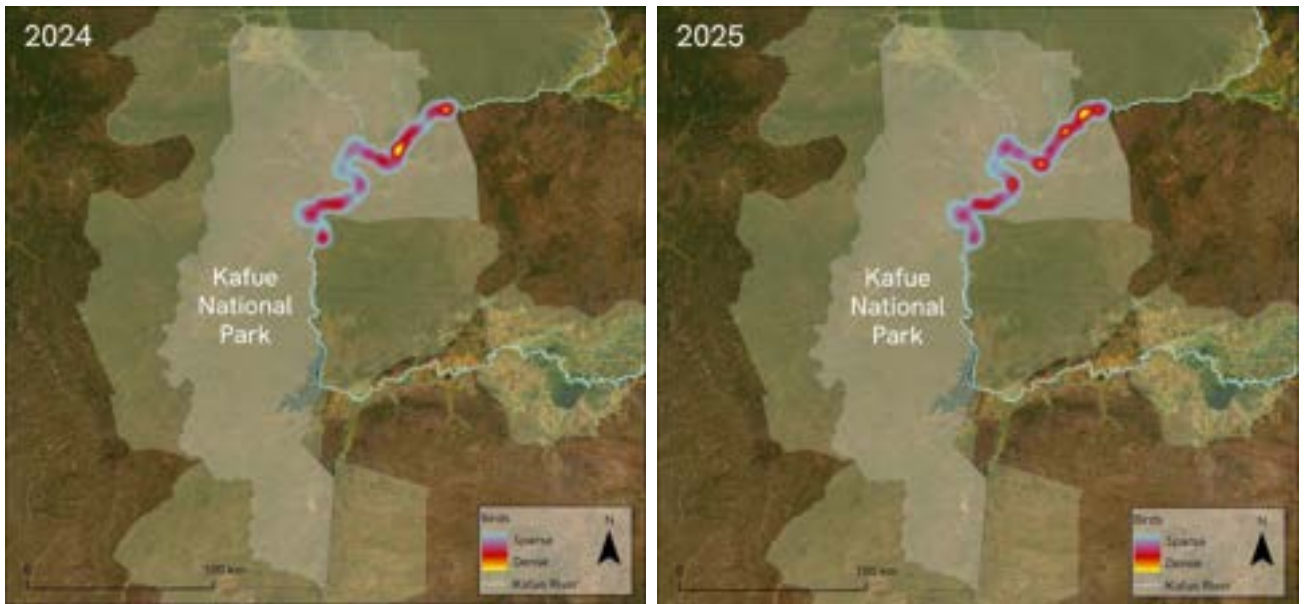 2024
Kafue
National
Park
Birds
Sparse
Dense
Kafue River
N
0
100 km
2025
Kafue
National
Park
Birds
Sparse
Dense
Kafue River
N
0
100 km